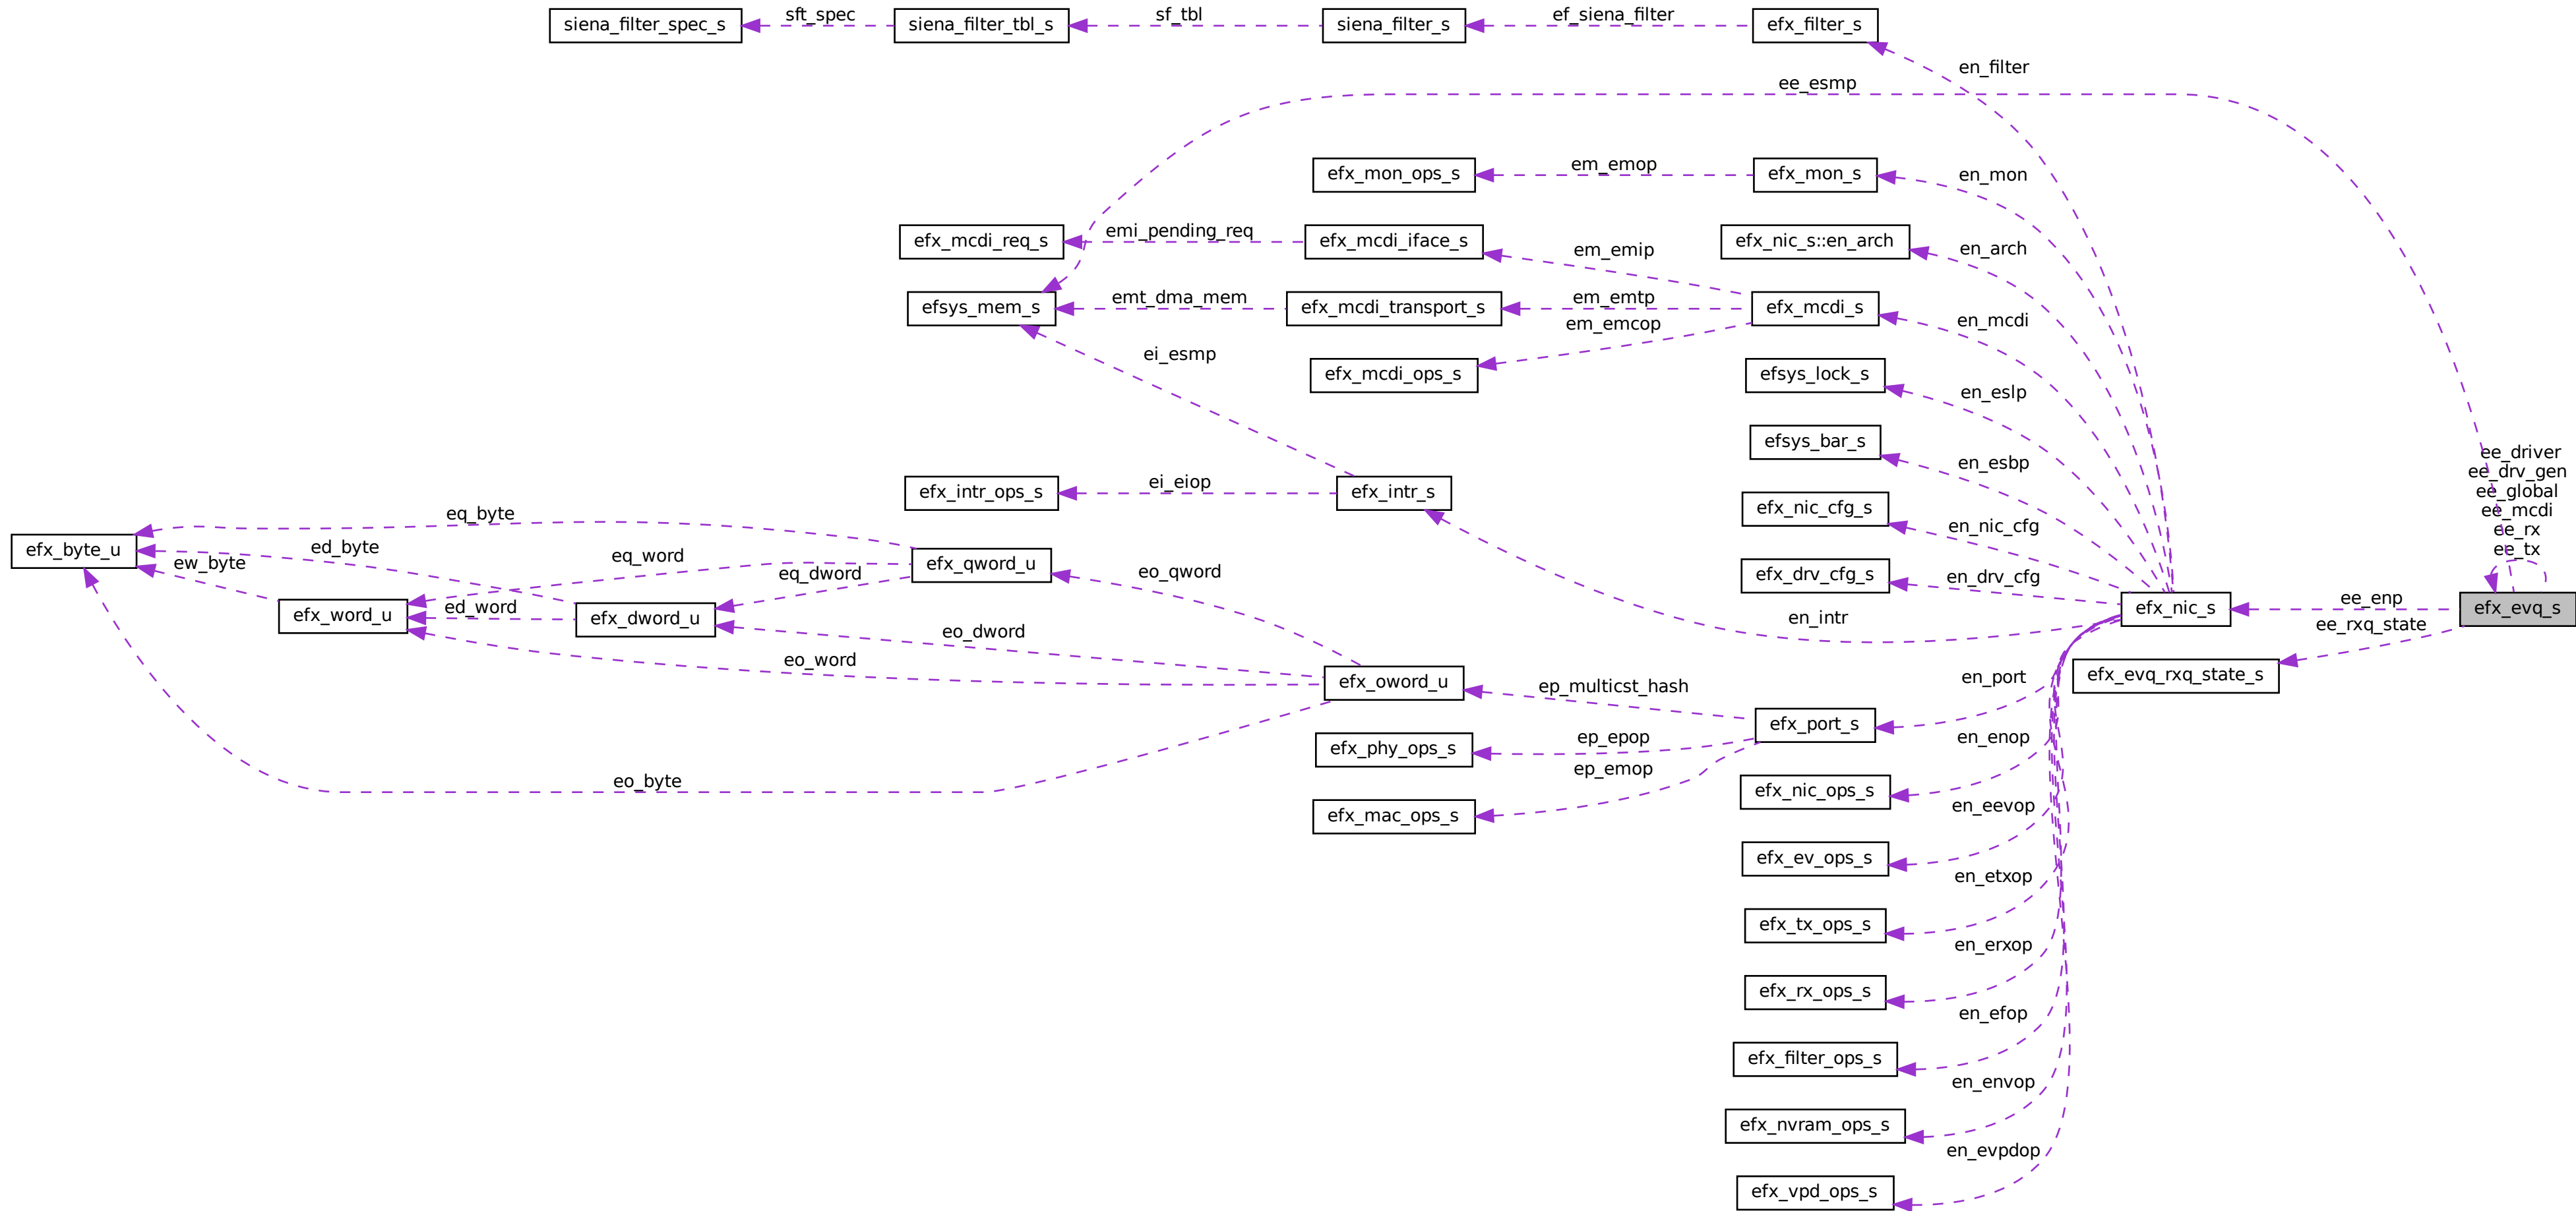 siena_filter_spec_s
sft_spec
siena_filter_tbl_s
sf_tbl
siena_filter_s
ef_siena_filter
efx_filter_s
en_filter
ee_esmp
efx_mon_ops_s
em_emop
efx_mon_s
en_mon
efx_mcdi_req_s
emi_pending_req
efx_mcdi_iface_s
em_emip
efx_nic_s::en_arch
en_arch
efsys_mem_s
emt_dma_mem
efx_mcdi_transport_s
em_emtp
em_emcop
efx_mcdi_s
en_mcdi
ei_esmp
efx_mcdi_ops_s
efsys_lock_s
en_eslp
efsys_bar_s
en_esbp
efx_intr_ops_s
ei_eiop
efx_intr_s
efx_nic_cfg_s
en_nic_cfg
ee_driver
ee_drv_gen
ee_global
ee_mcdi
ee_rx
ee_tx
efx_byte_u
eq_byte
ed_byte
ew_byte
eq_word
eq_dword
efx_qword_u
eo_qword
efx_drv_cfg_s
en_drv_cfg
efx_word_u
ed_word
efx_dword_u
en_intr
efx_nic_s
ee_enp
efx_evq_s
ee_rxq_state
efx_evq_rxq_state_s
eo_dword
eo_word
efx_oword_u
ep_multicst_hash
en_port
efx_port_s
efx_phy_ops_s
ep_epop
ep_emop
en_enop
eo_byte
efx_mac_ops_s
efx_nic_ops_s
en_eevop
efx_ev_ops_s
en_etxop
efx_tx_ops_s
en_erxop
efx_rx_ops_s
en_efop
efx_filter_ops_s
en_envop
efx_nvram_ops_s
en_evpdop
efx_vpd_ops_s